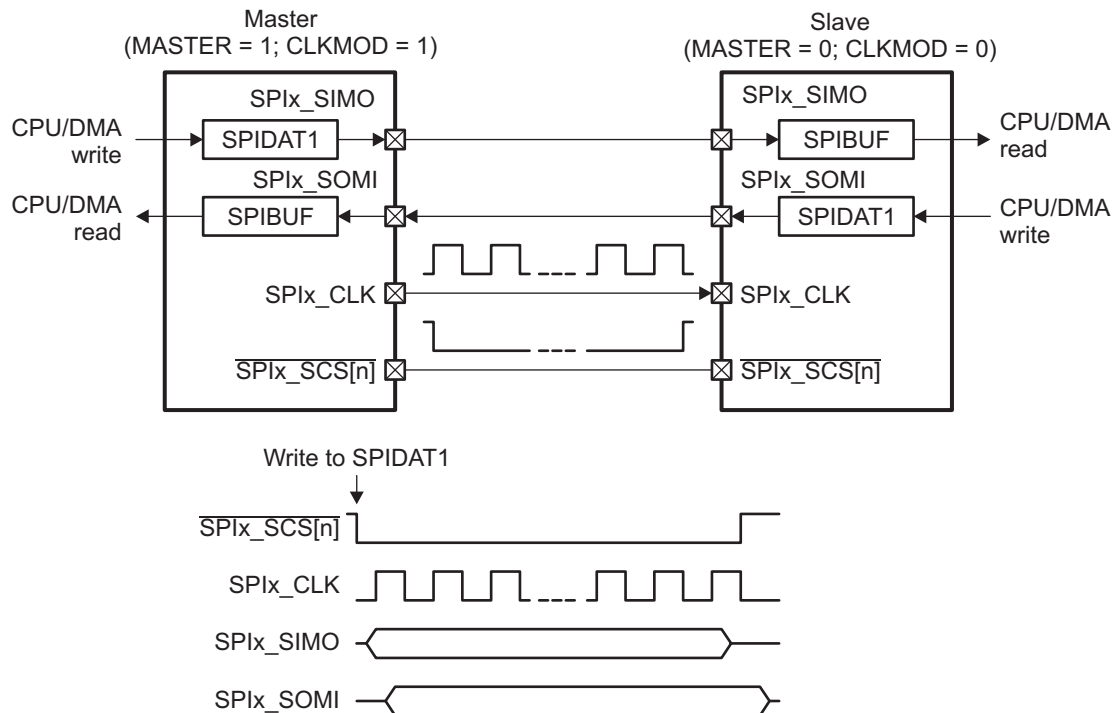 Master
(MASTER = 1; CLKMOD = 1)
Slave
(MASTER = 0; CLKMOD = 0)
SPIx_SIMO
SPIx_SIMO
CPU/DMA
write
SPIDAT1
SPIBUF
CPU/DMA
read
SPIx_SOMI
SPIx_SOMI
CPU/DMA
read
SPIBUF
SPIDAT1
CPU/DMA
write
SPIx_CLK
SPIx_CLK
SPIx_SCS[n]
SPIx_SCS[n]
Write to SPIDAT1
SPIx_SCS[n]
SPIx_CLK
SPIx_SIMO
SPIx_SOMI